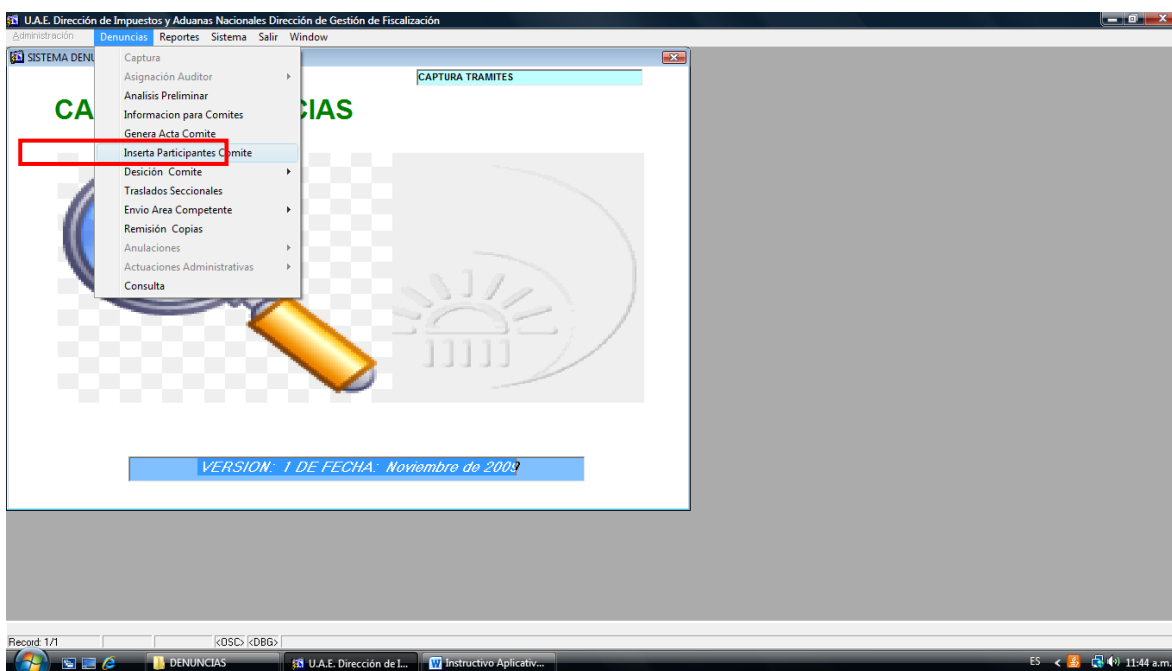 U.A.E. Dirección de Impuestos y Aduanas Nacionales Dirección de Gestión de Fiscalización
Administración Denuncias Reportes Sistema Salir Window
SISTEMA DENU
Captura
CAPTURA TRAMITES
Asignación Auditor
Analisis Preliminar
CA
CIAS
Informacion para Comites
Genera Acta Comite
Inserta Participantes Comite
Desición Comite
Traslados Seccionales
Envio Area Competente
Remisión Copias
Anulaciones
Actuaciones Administrativas
Consulta
VERSION: 1 DE FECHA: Noviembre de 2009
Record: 1/1 <OSC> <DBG>
DENUNCIAS U.A.E. Dirección de I... Instructivo Aplicativ... ES 11:44 a.m.